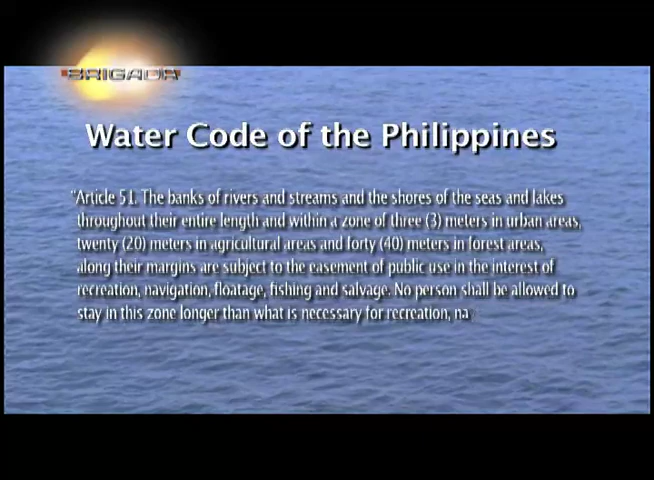 BRIGADA
Water Code of the Philippines
"Article 51. The banks of rivers and streams and the shores of the seas and lakes
throughout their entire length and within a zone of three (3) meters in urban areas,
twenty (20) meters in agricultural areas and forty (40) meters in forest areas,
along their margins are subject to the easement of public use in the interest of
recreation, navigation, floatage, fishing and salvage. No person shall be allowed to
stay in this zone longer than what is necessary for recreation, na